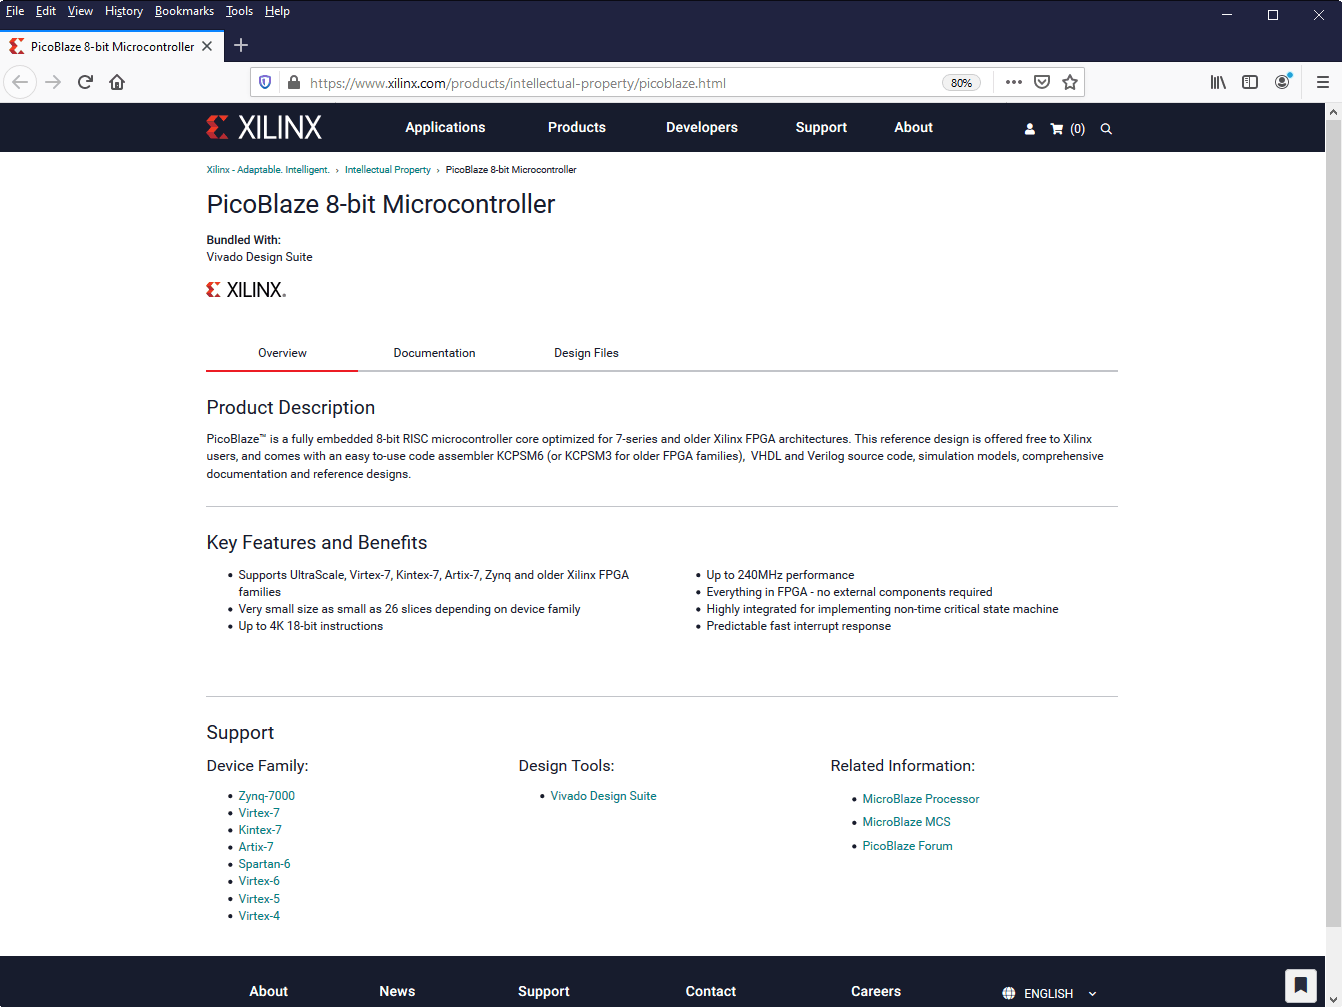 File Edit View History Bookmarks Tools Help
PicoBlaze 8-bit Microcontroller
https://www.xilinx.com/products/intellectual-property/picoblaze.html 80%
XILINX Applications Products Developers Support About (0)
Xilinx - Adaptable. Intelligent. › Intellectual Property › PicoBlaze 8-bit Microcontroller
PicoBlaze 8-bit Microcontroller
Bundled With:
Vivado Design Suite
XILINX.
Overview Documentation Design Files
Product Description
PicoBlaze™ is a fully embedded 8-bit RISC microcontroller core optimized for 7-series and older Xilinx FPGA architectures. This reference design is offered free to Xilinx
users, and comes with an easy to-use code assembler KCPSM6 (or KCPSM3 for older FPGA families), VHDL and Verilog source code, simulation models, comprehensive
documentation and reference designs.
Key Features and Benefits
• Supports UltraScale, Virtex-7, Kintex-7, Artix-7, Zynq and older Xilinx FPGA
families
• Very small size as small as 26 slices depending on device family
• Up to 4K 18-bit instructions
• Up to 240MHz performance
• Everything in FPGA - no external components required
• Highly integrated for implementing non-time critical state machine
• Predictable fast interrupt response
Support
Device Family:
• Zynq-7000
• Virtex-7
• Kintex-7
• Artix-7
• Spartan-6
• Virtex-6
• Virtex-5
• Virtex-4
Design Tools:
• Vivado Design Suite
Related Information:
• MicroBlaze Processor
• MicroBlaze MCS
• PicoBlaze Forum
About News Support Contact Careers ENGLISH